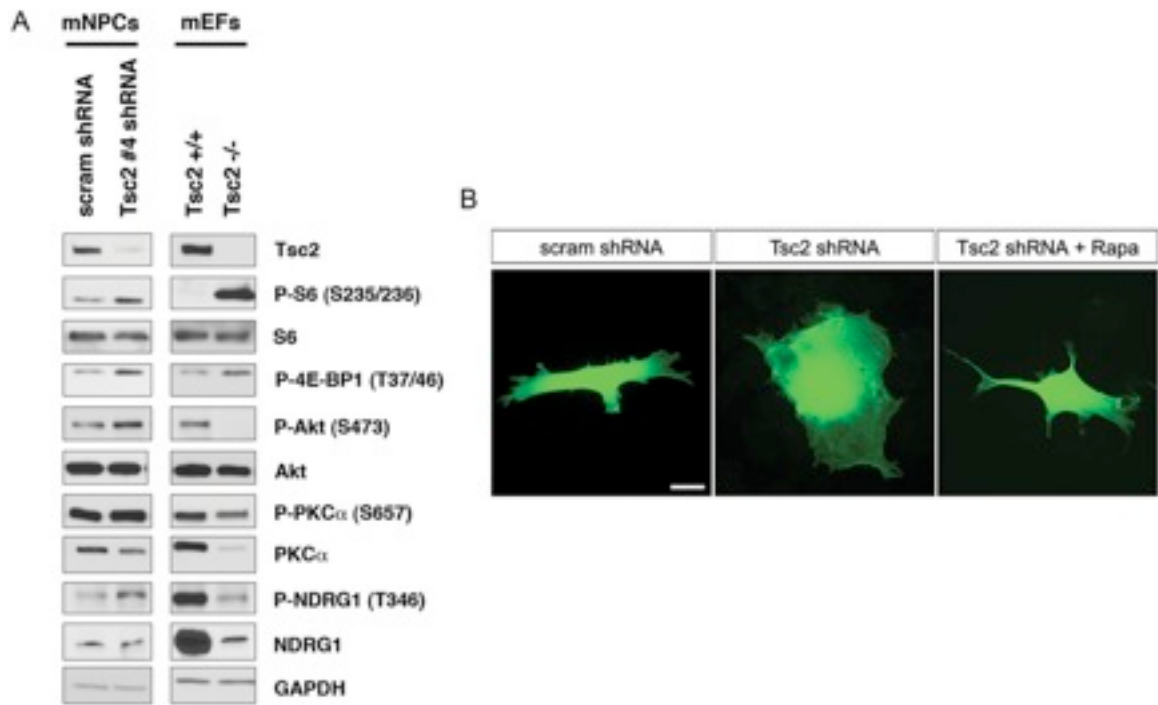 A
mNPCs mEFs
scram shRNA
Tsc2 #4 shRNA
Tsc2 +/+
Tsc2 -/-
Tsc2
P-S6 (S235/236)
S6
P-4E-BP1 (T37/46)
P-Akt (S473)
Akt
P-PKCα (S657)
PKCα
P-NDRG1 (T346)
NDRG1
GAPDH
B
scram shRNA Tsc2 shRNA Tsc2 shRNA + Rapa